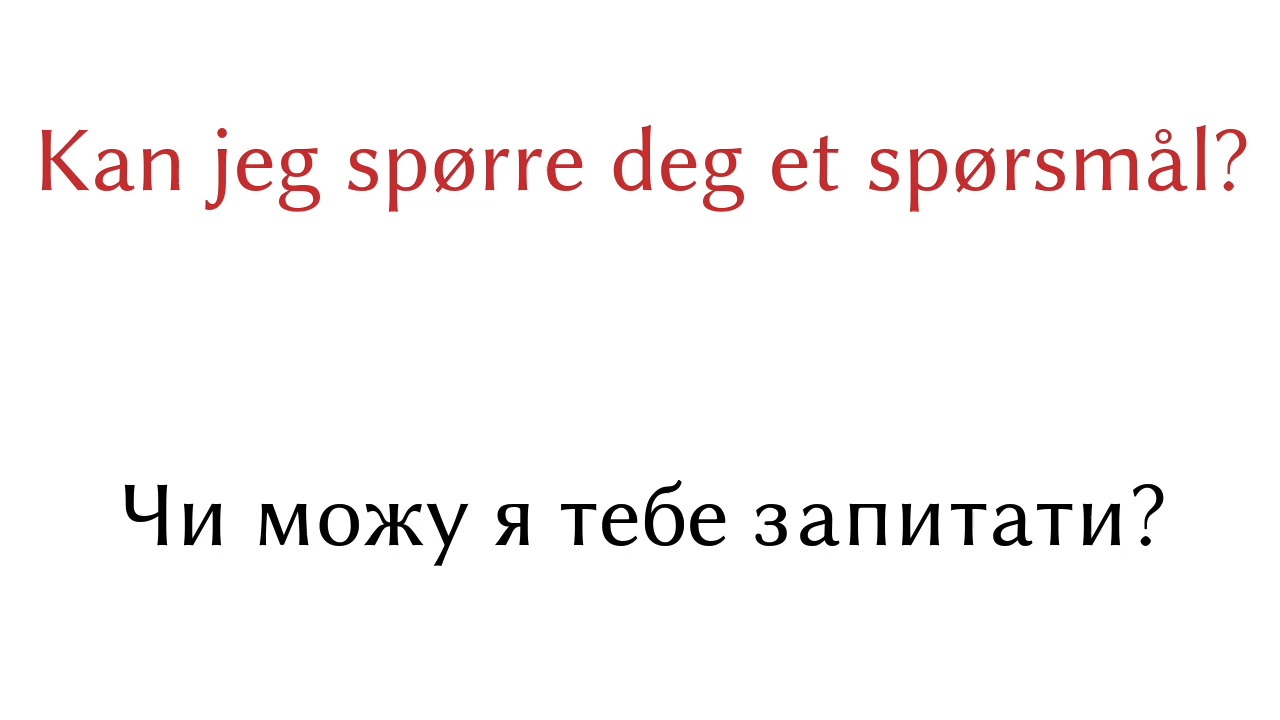 Kan jeg spørre deg et spørsmål?
Чи можу я тебе запитати?